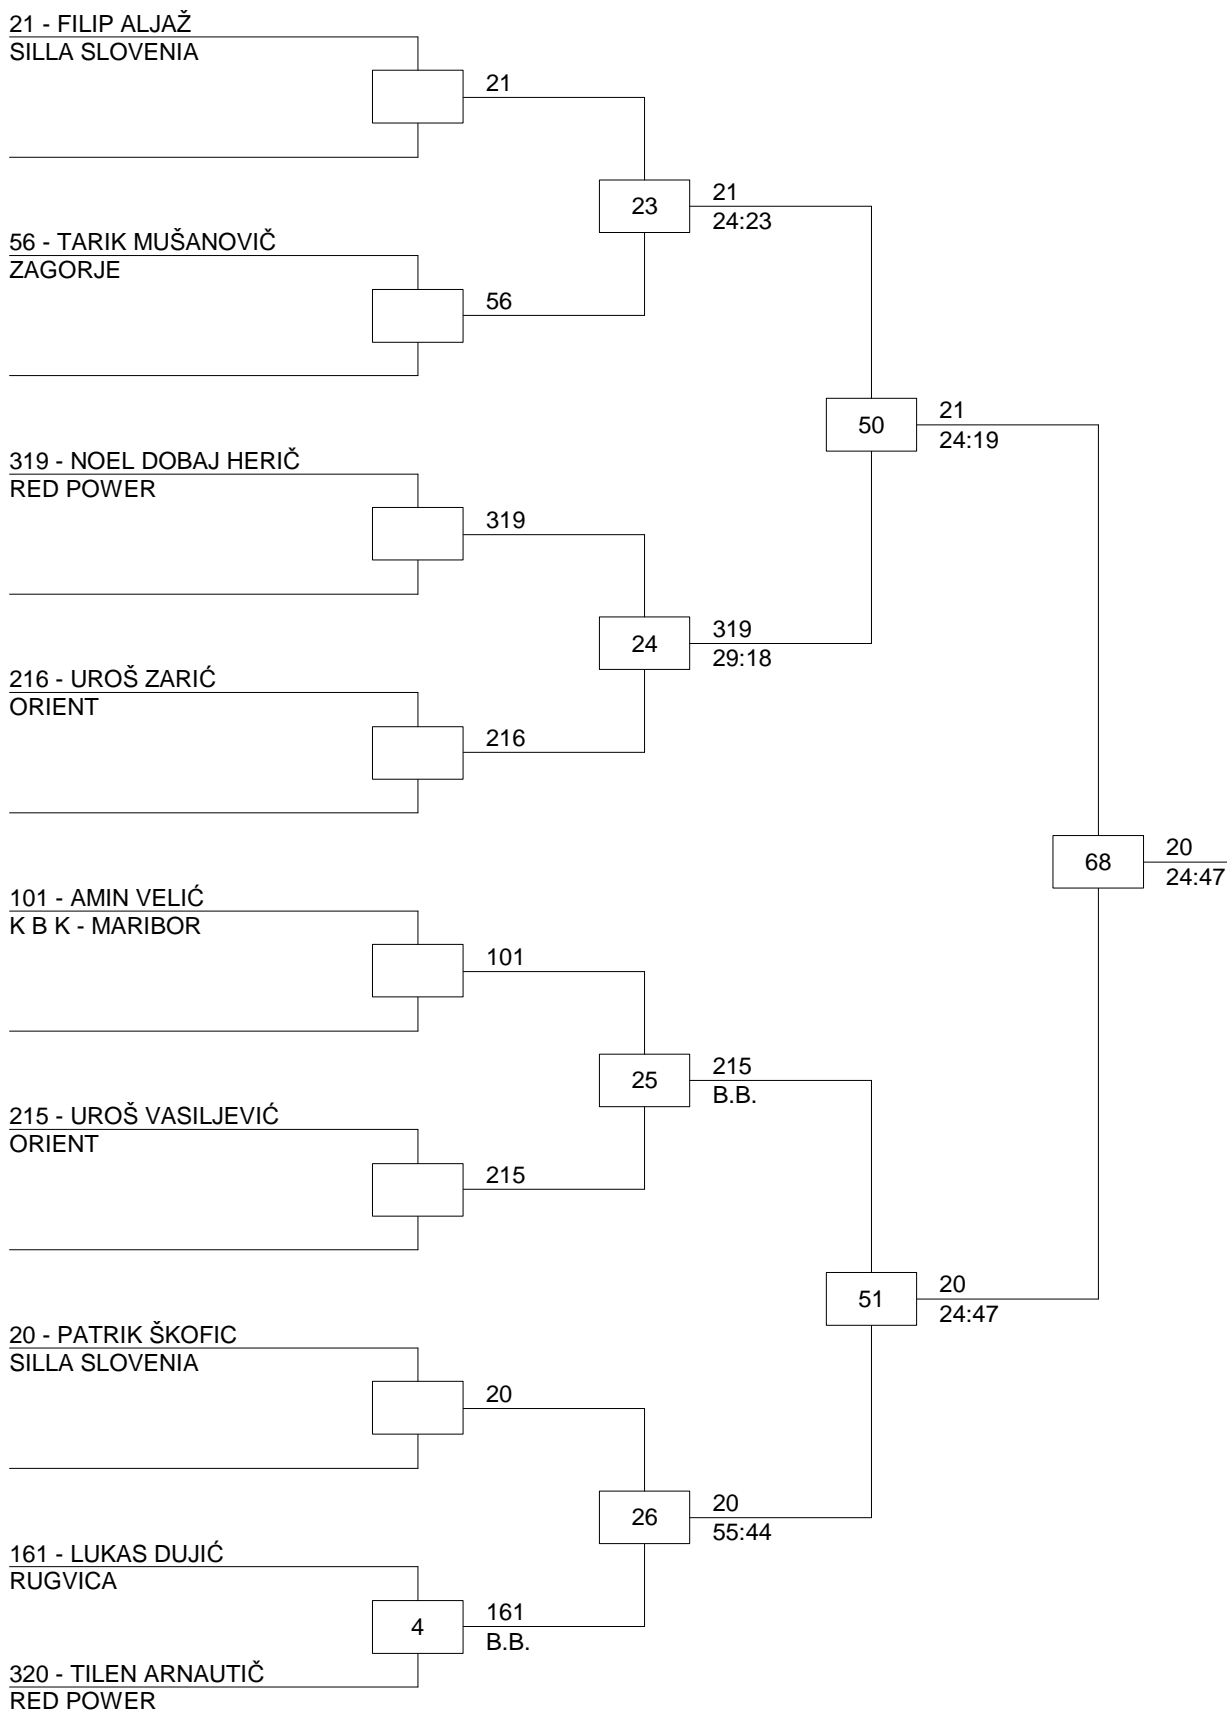 21 - FILIP ALJAŽ
SILLA SLOVENIA
21
23
21
24:23
56 - TARIK MUŠANOVIČ
ZAGORJE
56
50
21
24:19
319 - NOEL DOBAJ HERIČ
RED POWER
319
24
319
29:18
216 - UROŠ ZARIĆ
ORIENT
216
68
20
24:47
101 - AMIN VELIĆ
K B K - MARIBOR
101
25
215
B.B.
215 - UROŠ VASILJEVIĆ
ORIENT
215
51
20
24:47
20 - PATRIK ŠKOFIC
SILLA SLOVENIA
20
26
20
55:44
161 - LUKAS DUJIĆ
RUGVICA
4
161
B.B.
320 - TILEN ARNAUTIČ
RED POWER